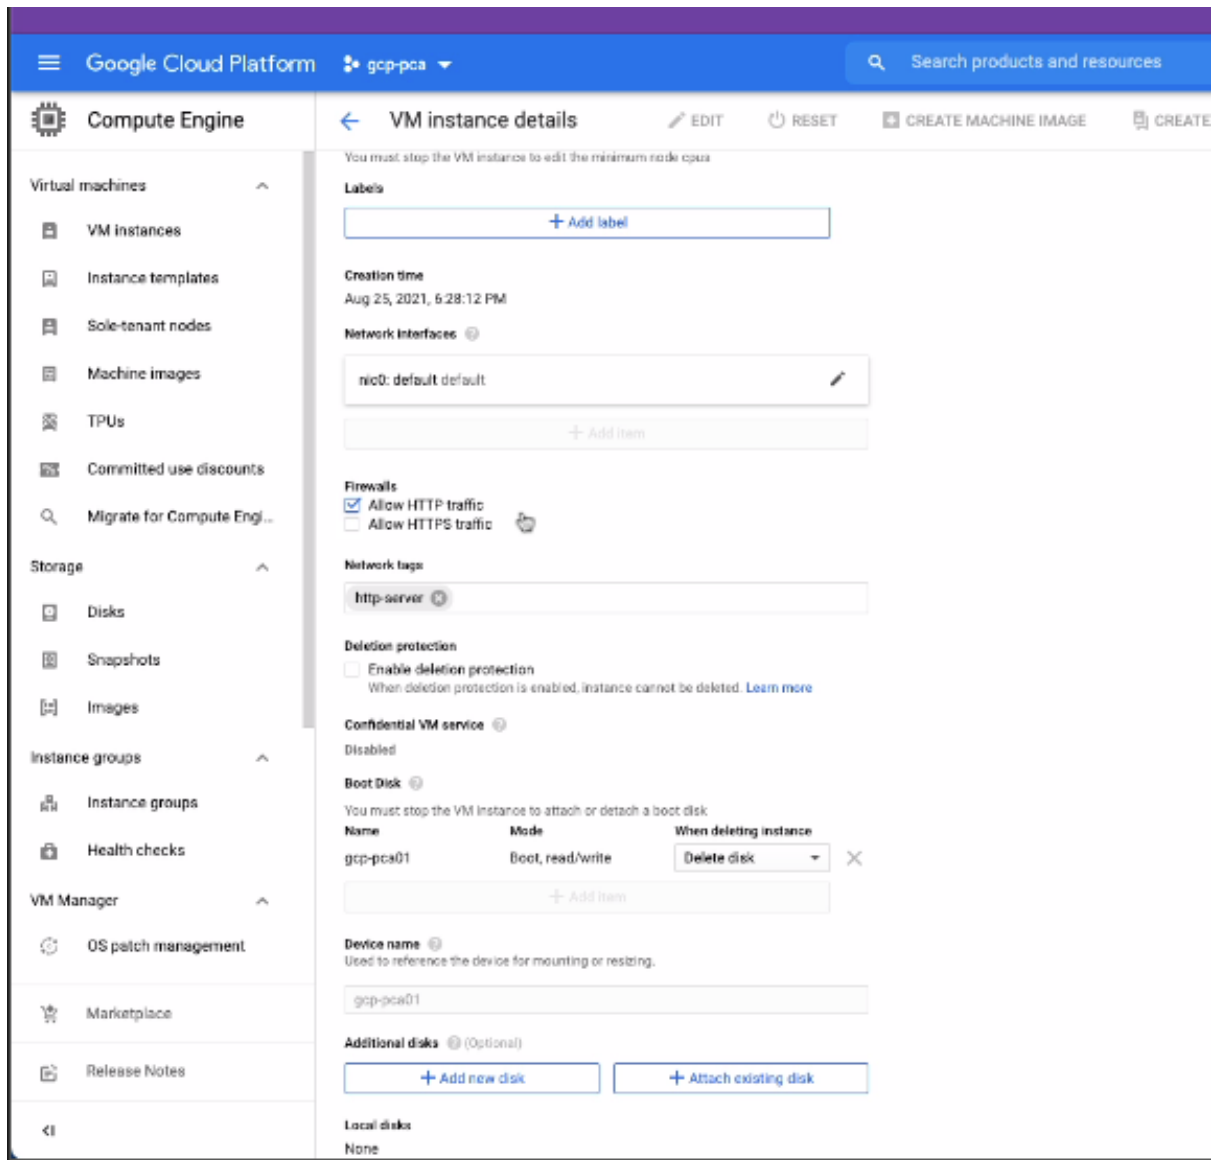 Google Cloud Platform
gcp-pca
Search products and resources
Compute Engine
VM instance details
EDIT
RESET
CREATE MACHINE IMAGE
CREATE
Virtual machines
VM instances
Instance templates
Sole-tenant nodes
Machine images
TPUs
Committed use discounts
Migrate for Compute Engi...
Storage
Disks
Snapshots
Images
Instance groups
Instance groups
Health checks
VM Manager
OS patch management
Marketplace
Release Notes
You must stop the VM instance to edit the minimum node cpus
Labels
+ Add label
Creation time
Aug 25, 2021, 6:28:12 PM
Network interfaces
nic0: default default
+ Add item
Firewalls
Allow HTTP traffic
Allow HTTPS traffic
Network tags
http-server
Deletion protection
Enable deletion protection
When deletion protection is enabled, instance cannot be deleted. Learn more
Confidential VM service
Disabled
Boot Disk
You must stop the VM instance to attach or detach a boot disk
Name Mode When deleting instance
gcp-pca01 Boot, read/write Delete disk
+ Add item
Device name
Used to reference the device for mounting or resizing.
gcp-pca01
Additional disks (Optional)
+ Add new disk + Attach existing disk
Local disks
None